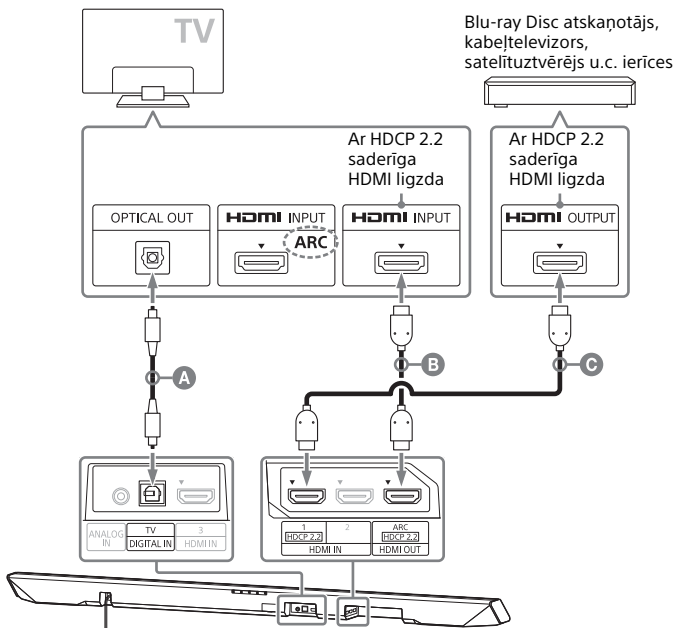 TV
Blu-ray Disc atskaņotājs,
kabeļtelevizors,
satelītuztvērējs u.c. ierīces
Ar HDCP 2.2
saderīga
HDMI ligzda
Ar HDCP 2.2
saderīga
HDMI ligzda
OPTICAL OUT
HDMI INPUT
ARC
HDMI INPUT
HDMI OUTPUT
A
B
C
ANALOG
IN
TV
DIGITAL IN
3
HDMI IN
1
HDCP 2.2
2
HDMI IN
ARC
HDCP 2.2
HDMI OUT